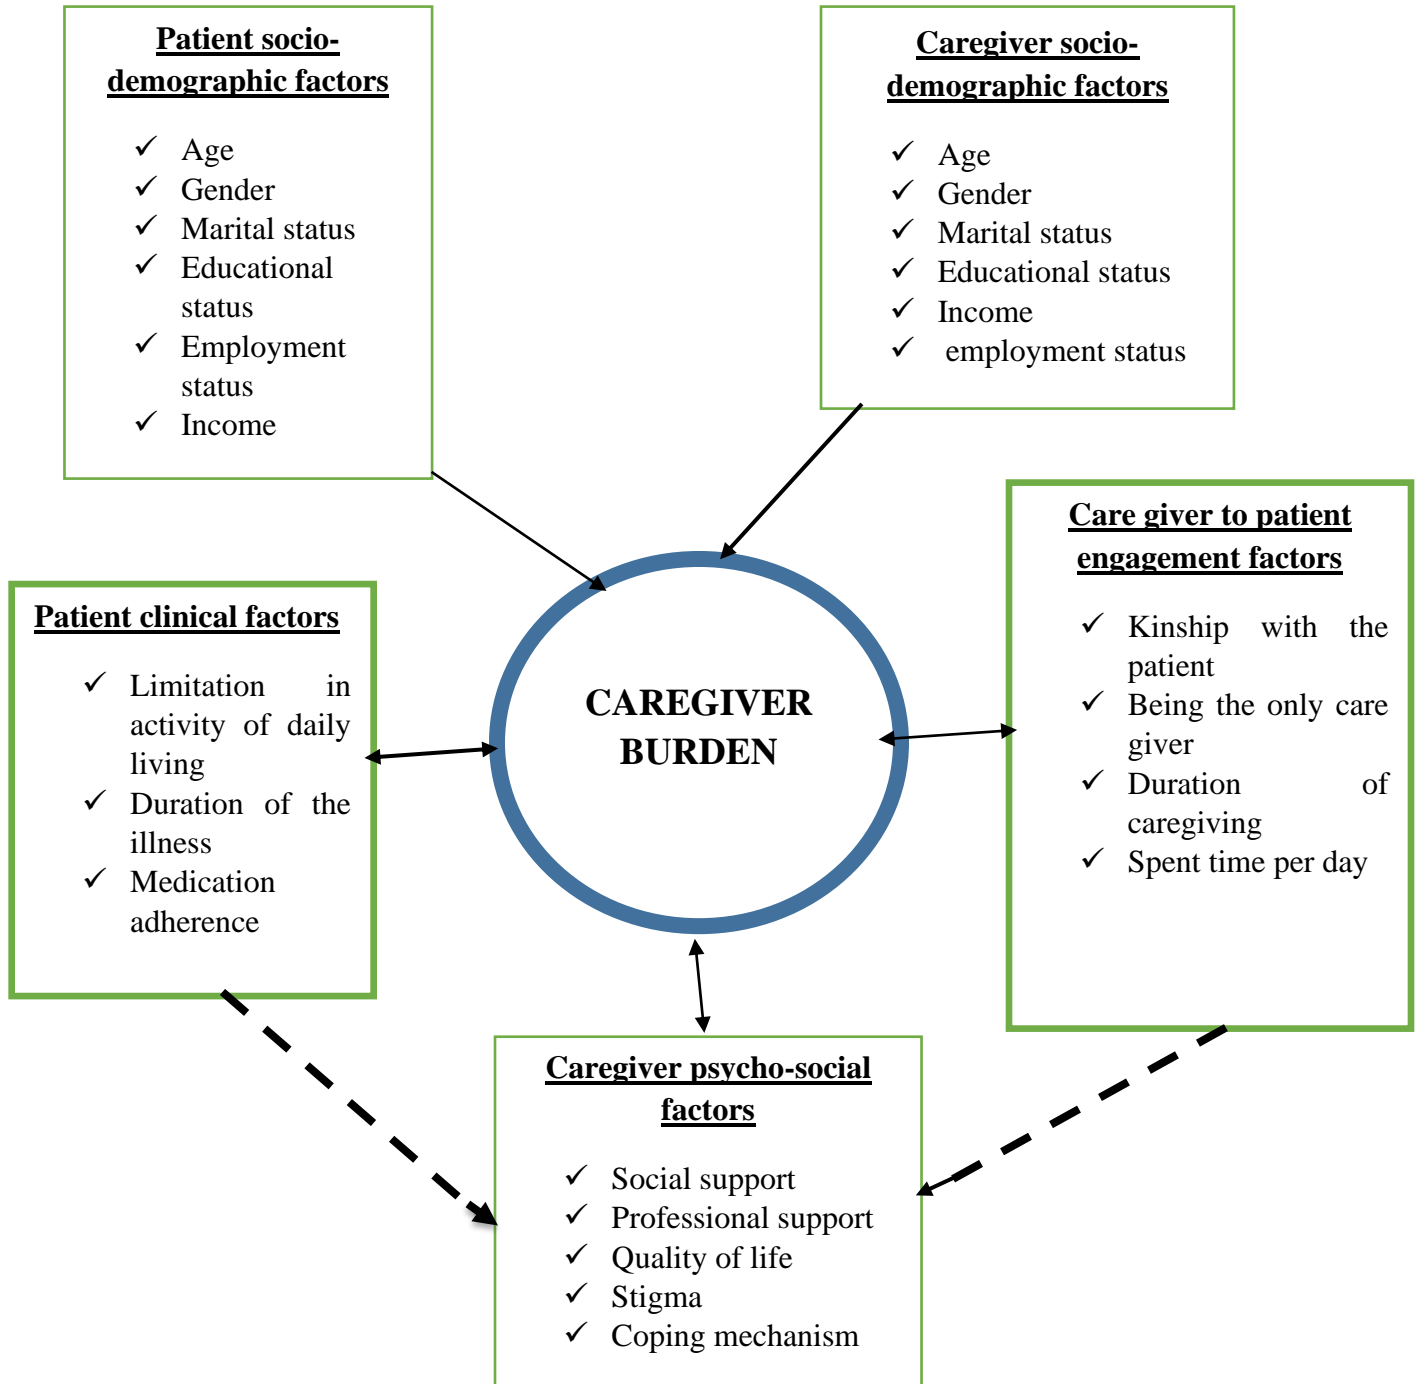 Patient socio-
demographic factors
✓ Age
✓ Gender
✓ Marital status
✓ Educational
status
✓ Employment
status
✓ Income
Caregiver socio-
demographic factors
✓ Age
✓ Gender
✓ Marital status
✓ Educational status
✓ Income
✓ employment status
Patient clinical factors
✓ Limitation in
activity of daily
living
✓ Duration of the
illness
✓ Medication
adherence
CAREGIVER
BURDEN
Care giver to patient
engagement factors
✓ Kinship with the
patient
✓ Being the only care
giver
✓ Duration of
caregiving
✓ Spent time per day
Caregiver psycho-social
factors
✓ Social support
✓ Professional support
✓ Quality of life
✓ Stigma
✓ Coping mechanism